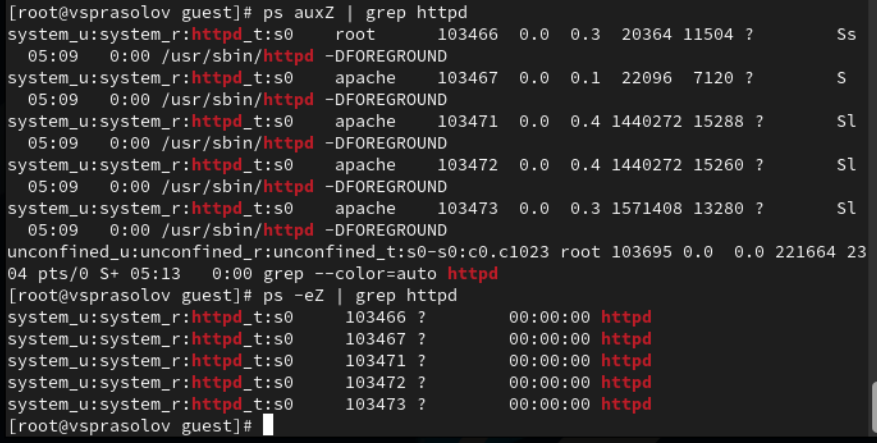 [root@vsprasolov guest]# ps auxZ | grep httpd
system_u:system_r:httpd_t:s0    root      103466  0.0  0.3  20364 11504 ?        Ss
  05:09   0:00 /usr/sbin/httpd -DFOREGROUND
system_u:system_r:httpd_t:s0    apache    103467  0.0  0.1  22096  7120 ?        S
  05:09   0:00 /usr/sbin/httpd -DFOREGROUND
system_u:system_r:httpd_t:s0    apache    103471  0.0  0.4 1440272 15288 ?       Sl
  05:09   0:00 /usr/sbin/httpd -DFOREGROUND
system_u:system_r:httpd_t:s0    apache    103472  0.0  0.4 1440272 15260 ?       Sl
  05:09   0:00 /usr/sbin/httpd -DFOREGROUND
system_u:system_r:httpd_t:s0    apache    103473  0.0  0.3 1571408 13280 ?       Sl
  05:09   0:00 /usr/sbin/httpd -DFOREGROUND
unconfined_u:unconfined_r:unconfined_t:s0-s0:c0.c1023 root 103695 0.0  0.0 221664 23
04 pts/0 S+ 05:13   0:00 grep --color=auto httpd
[root@vsprasolov guest]# ps -eZ | grep httpd
system_u:system_r:httpd_t:s0     103466 ?        00:00:00 httpd
system_u:system_r:httpd_t:s0     103467 ?        00:00:00 httpd
system_u:system_r:httpd_t:s0     103471 ?        00:00:00 httpd
system_u:system_r:httpd_t:s0     103472 ?        00:00:00 httpd
system_u:system_r:httpd_t:s0     103473 ?        00:00:00 httpd
[root@vsprasolov guest]#